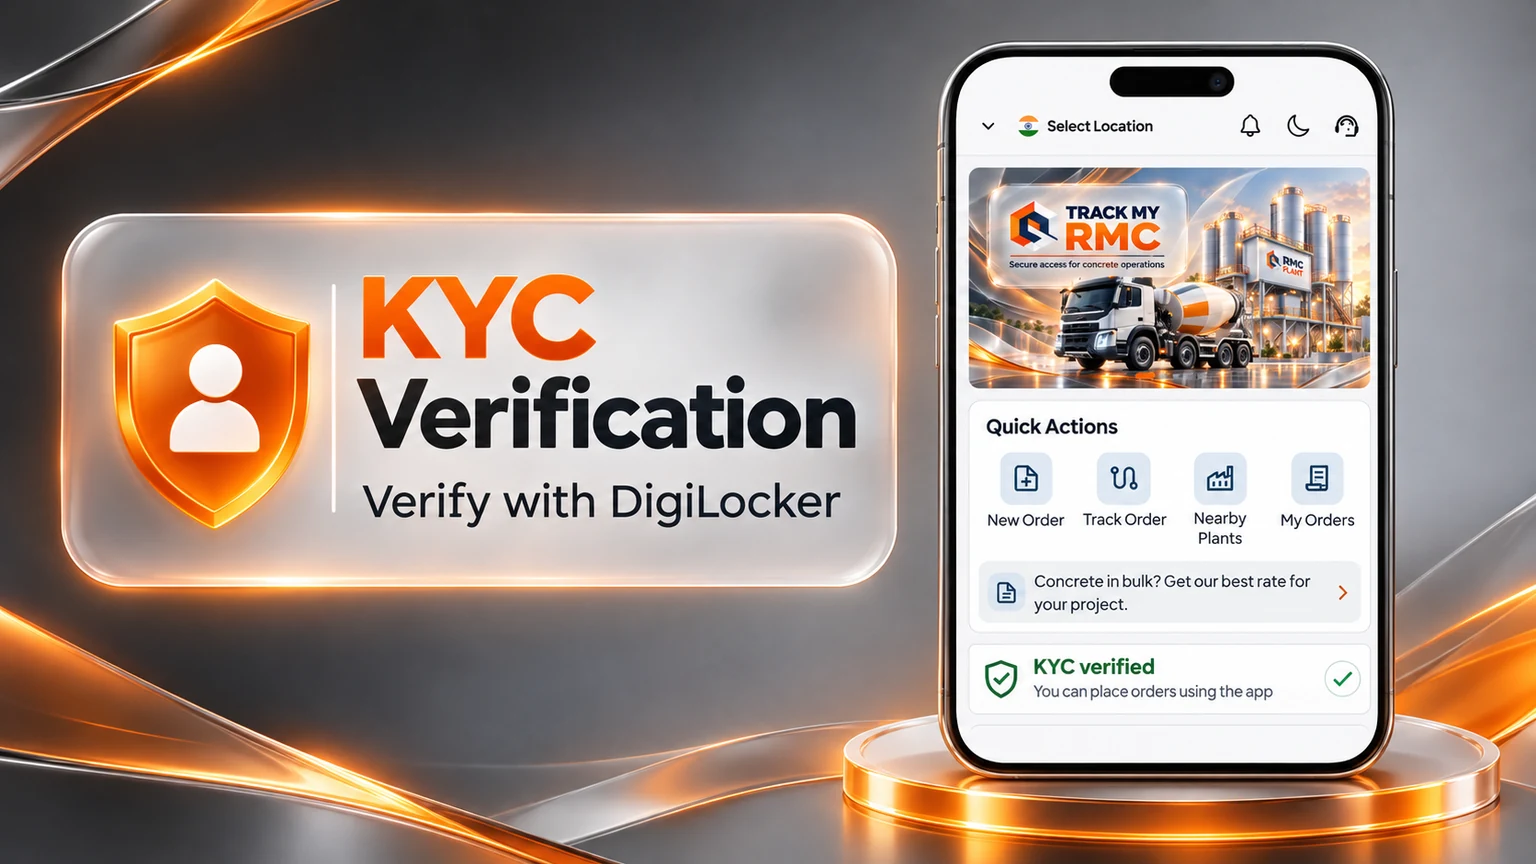 KYC
Verification
Verify with DigiLocker
Select Location
TRACK MY
RMC
Secure access for concrete operations
RMC
PLANT
Quick Actions
New Order
Track Order
Nearby
Plants
My Orders
Concrete in bulk? Get our best rate for
your project.
KYC verified
You can place orders using the app